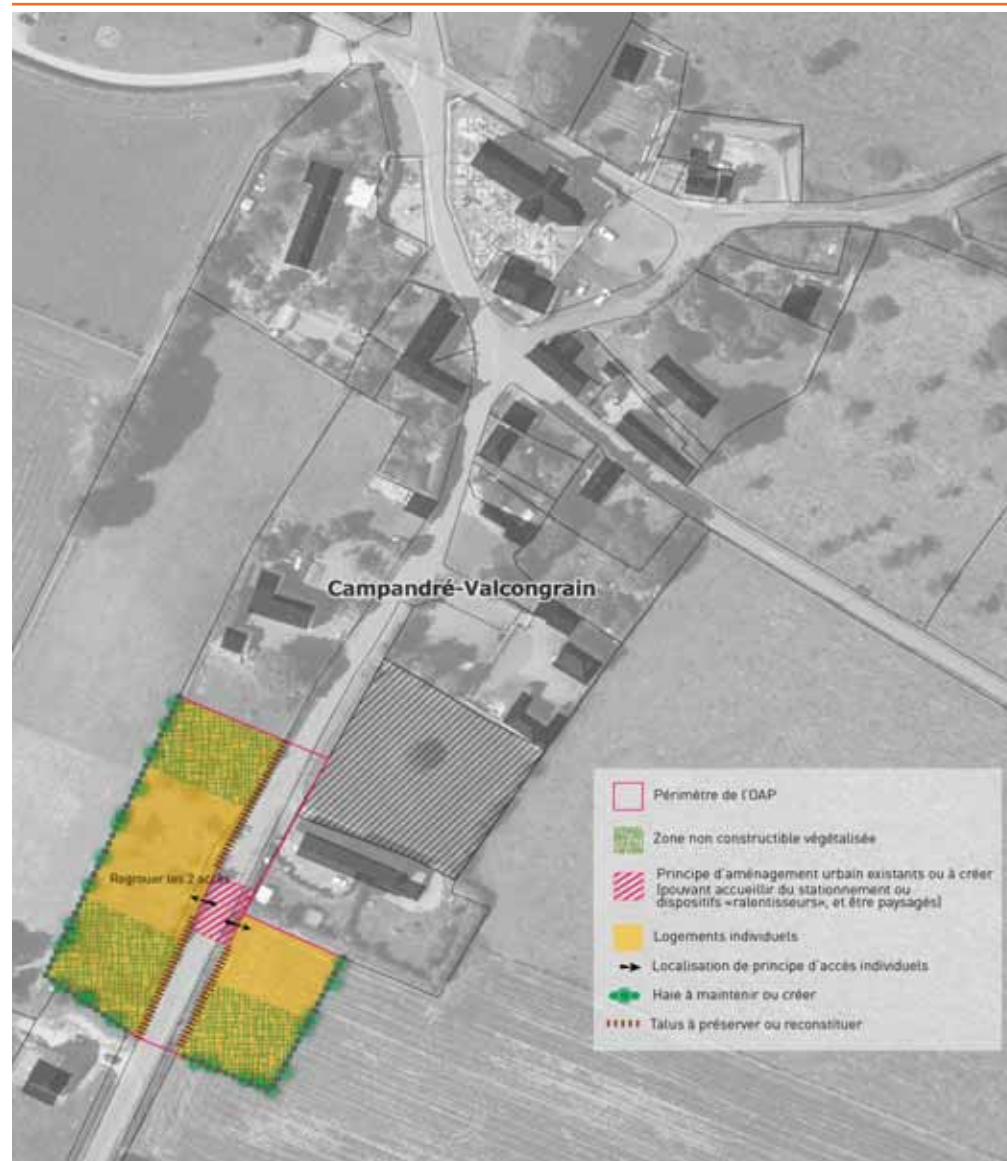 Campandré-Valcongrain
Regrouer les 2 accès
Périmètre de l'OAP
Zone non constructible végétalisée
Principe d'aménagement urbain existants ou à créer
(pouvant accueillir du stationnement ou
dispositifs «ralentisseurs», et être paysagés)
Logements individuels
Localisation de principe d'accès individuels
Haie à maintenir ou créer
Talus à préserver ou reconstituer